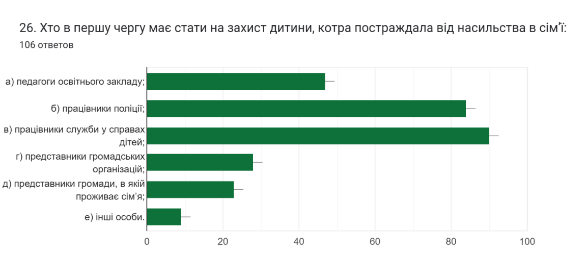 26. Хто в першу чергу має стати на захист дитини, котра постраждала від насильства в сім'ї:
106 ответов
а) педагоги освітнього закладу;
б) працівники поліції;
в) працівники служби у справах
дітей;
г) представники громадських
організацій;
д) представники громади, в якій
проживає сім'я;
е) інші особи.
0 20 40 60 80 100